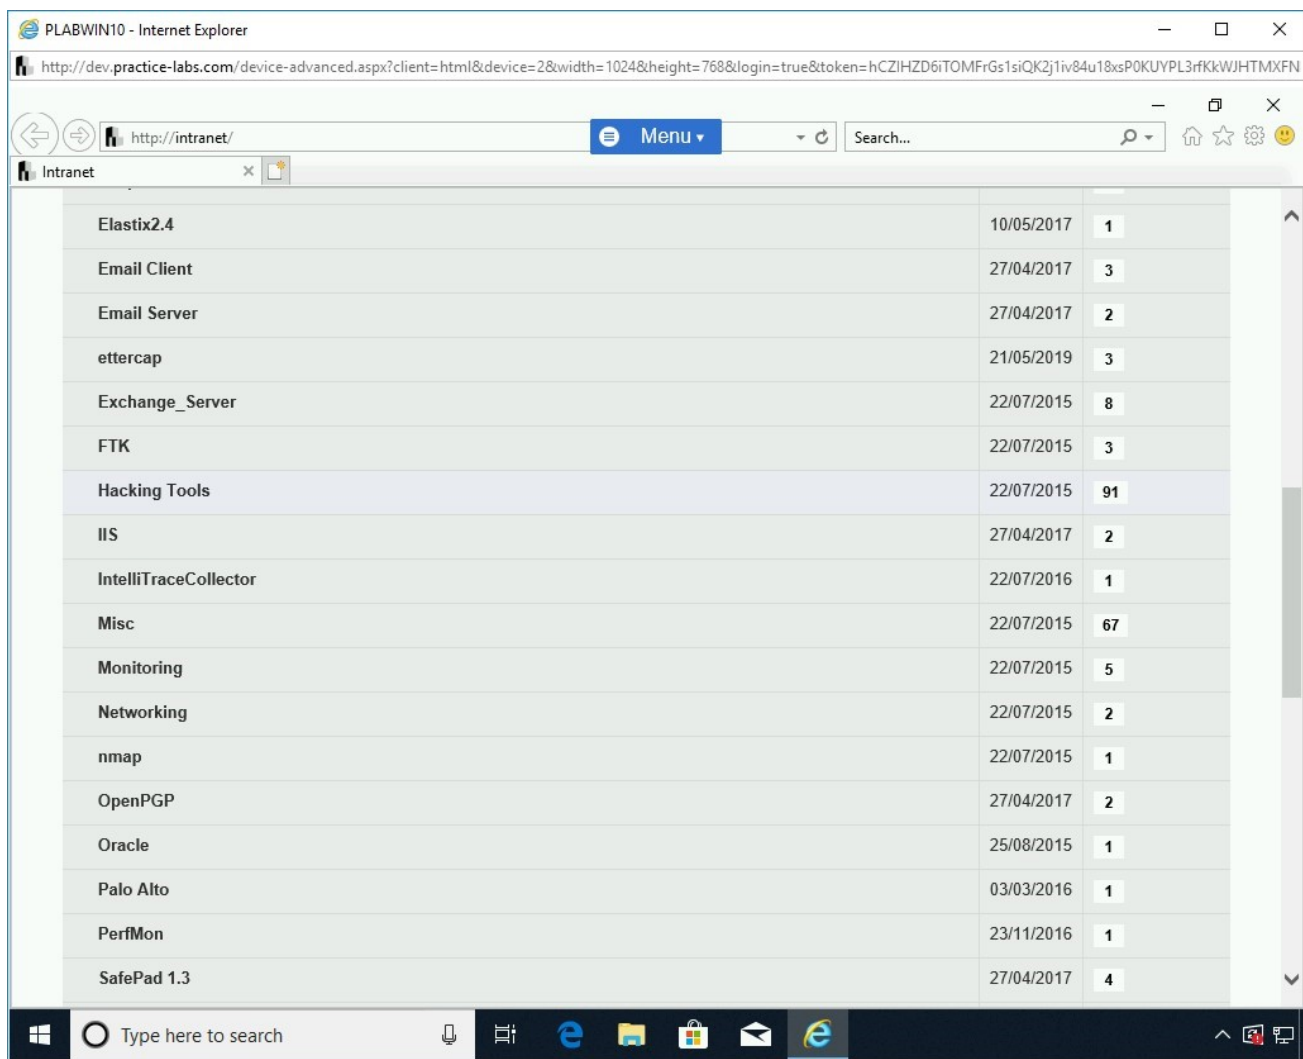 PLABWIN10 - Internet Explorer
http://dev.practice-labs.com/device-advanced.aspx?client=html&device=2&width=1024&height=768&login=true&token=hCZIHZD6iTOMFrGs1siQK2j1iv84u18xsP0KUYPL3rfKkWJHTMXFN
http://intranet/ Menu Search...
Intranet
Elastix2.4 10/05/2017 1
Email Client 27/04/2017 3
Email Server 27/04/2017 2
ettercap 21/05/2019 3
Exchange_Server 22/07/2015 8
FTK 22/07/2015 3
Hacking Tools 22/07/2015 91
IIS 27/04/2017 2
IntelliTraceCollector 22/07/2016 1
Misc 22/07/2015 67
Monitoring 22/07/2015 5
Networking 22/07/2015 2
nmap 22/07/2015 1
OpenPGP 27/04/2017 2
Oracle 25/08/2015 1
Palo Alto 03/03/2016 1
PerfMon 23/11/2016 1
SafePad 1.3 27/04/2017 4
Type here to search